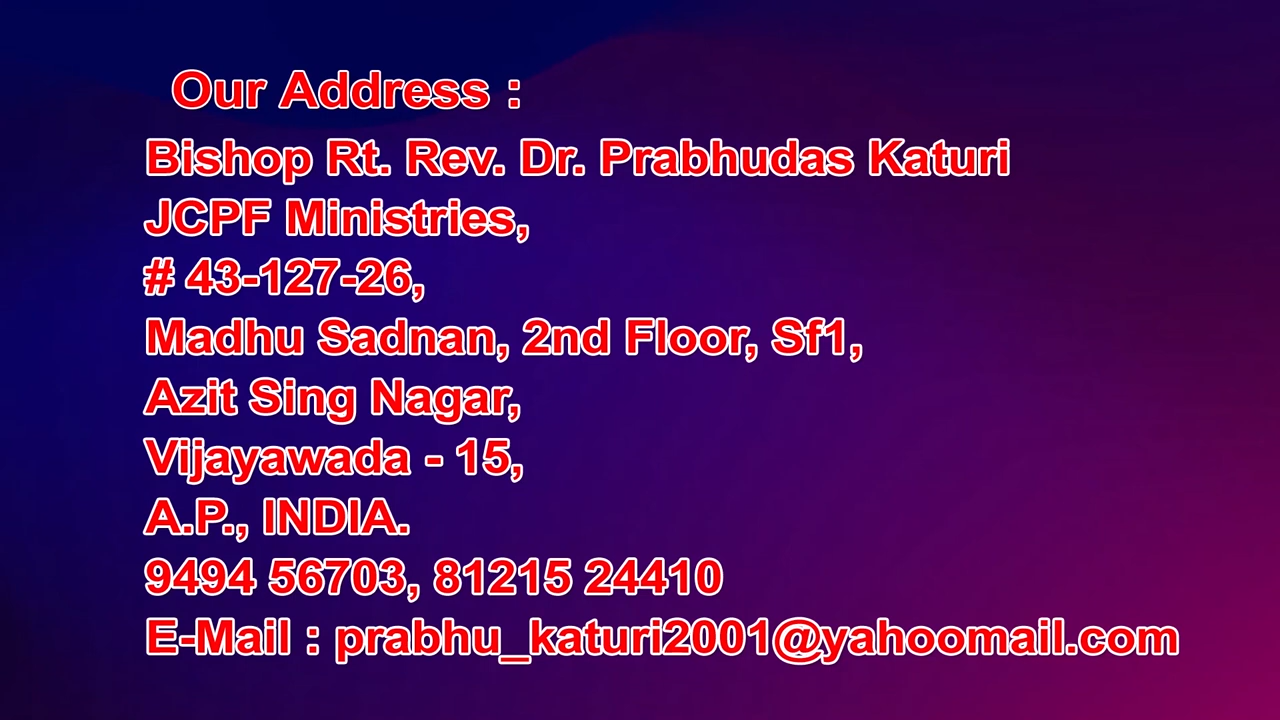 Our Address :
Bishop Rt. Rev. Dr. Prabhudas Katuri
JCPF Ministries,
# 43-127-26,
Madhu Sadnan, 2nd Floor, Sf1,
Azit Sing Nagar,
Vijayawada - 15,
A.P., INDIA.
9494 56703, 81215 24410
E-Mail : prabhu_katuri2001@yahoomail.com